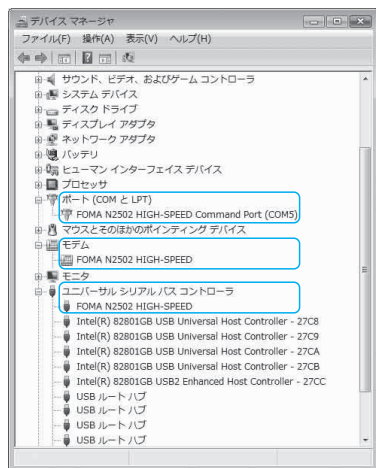 デバイス マネージャ
ファイル(F) 操作(A) 表示(V) ヘルプ(H)
サウンド、ビデオ、およびゲーム コントローラ
システム デバイス
ディスク ドライブ
ディスプレイ アダプタ
ネットワーク アダプタ
バッテリ
ヒューマン インターフェイス デバイス
プロセッサ
ポート (COM と LPT)
FOMA N2502 HIGH-SPEED Command Port (COM5)
マウスとそのほかのポインティング デバイス
モデム
FOMA N2502 HIGH-SPEED
モニタ
ユニバーサル シリアル バス コントローラ
FOMA N2502 HIGH-SPEED
Intel(R) 82801GB USB Universal Host Controller - 27C8
Intel(R) 82801GB USB Universal Host Controller - 27C9
Intel(R) 82801GB USB Universal Host Controller - 27CA
Intel(R) 82801GB USB Universal Host Controller - 27CB
Intel(R) 82801GB USB2 Enhanced Host Controller - 27CC
USB ルート ハブ
USB ルート ハブ
USB ルート ハブ
USB ルート ハブ